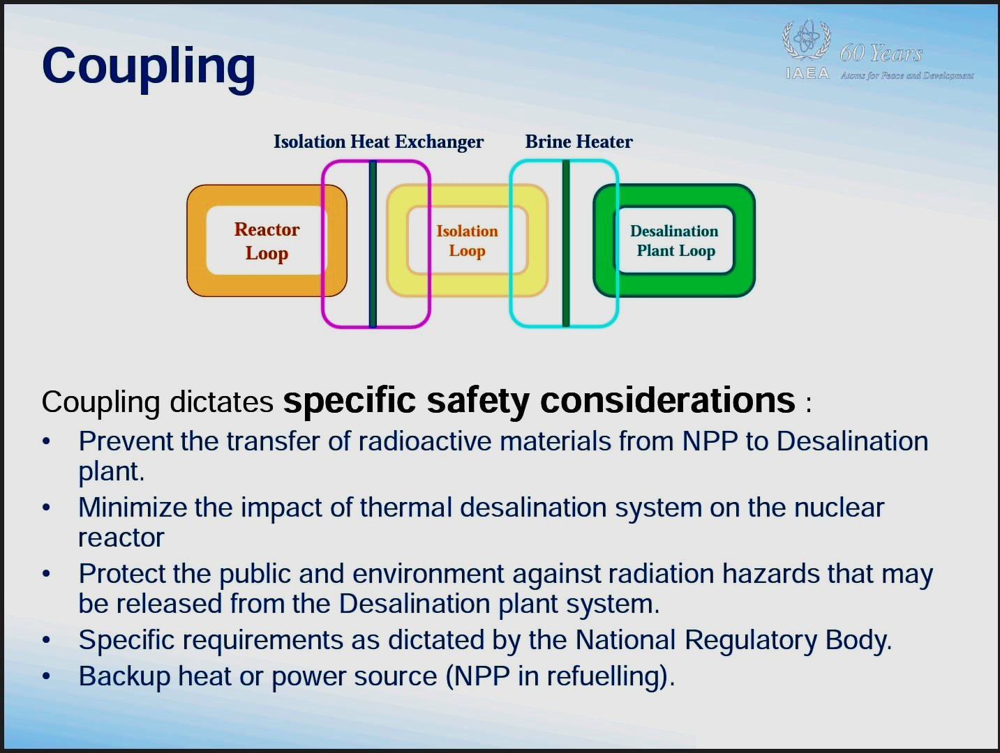 Coupling
60 Years
IAEA
Atoms for Peace and Development
Isolation Heat Exchanger
Brine Heater
Reactor
Loop
Isolation
Loop
Desalination
Plant Loop
Coupling dictates specific safety considerations :
• Prevent the transfer of radioactive materials from NPP to Desalination
plant.
• Minimize the impact of thermal desalination system on the nuclear
reactor
• Protect the public and environment against radiation hazards that may
be released from the Desalination plant system.
• Specific requirements as dictated by the National Regulatory Body.
• Backup heat or power source (NPP in refuelling).